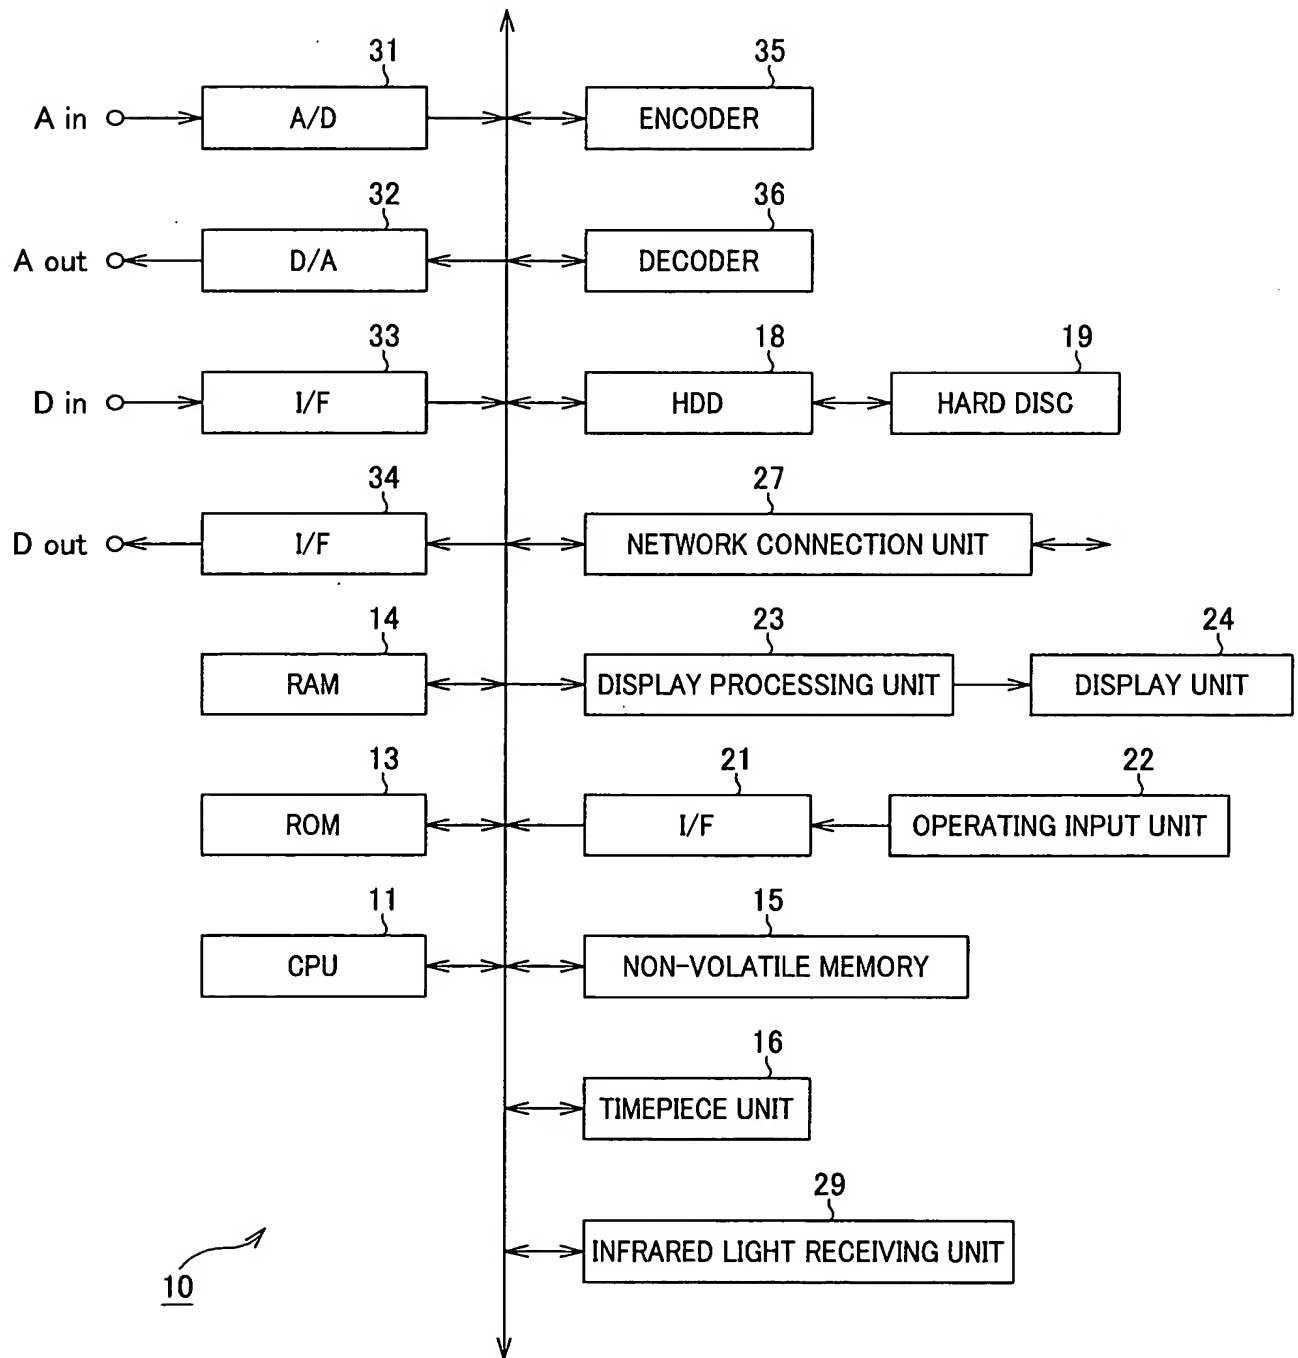 31
35
A in
A/D
ENCODER
32
36
A out
D/A
DECODER
33
18
19
D in
I/F
HDD
HARD DISC
34
27
D out
I/F
NETWORK CONNECTION UNIT
14
23
24
RAM
DISPLAY PROCESSING UNIT
DISPLAY UNIT
13
21
22
ROM
I/F
OPERATING INPUT UNIT
11
15
CPU
NON-VOLATILE MEMORY
16
TIMEPIECE UNIT
29
INFRARED LIGHT RECEIVING UNIT
10